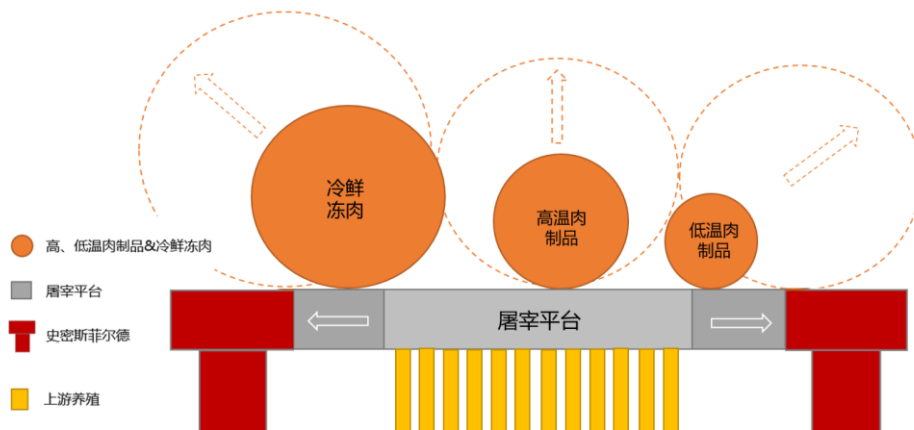 冷鲜
冻肉
高温肉
制品
低温肉
制品
高、低温肉制品&冷鲜冻肉
屠宰平台
屠宰平台
史密斯菲尔德
上游养殖